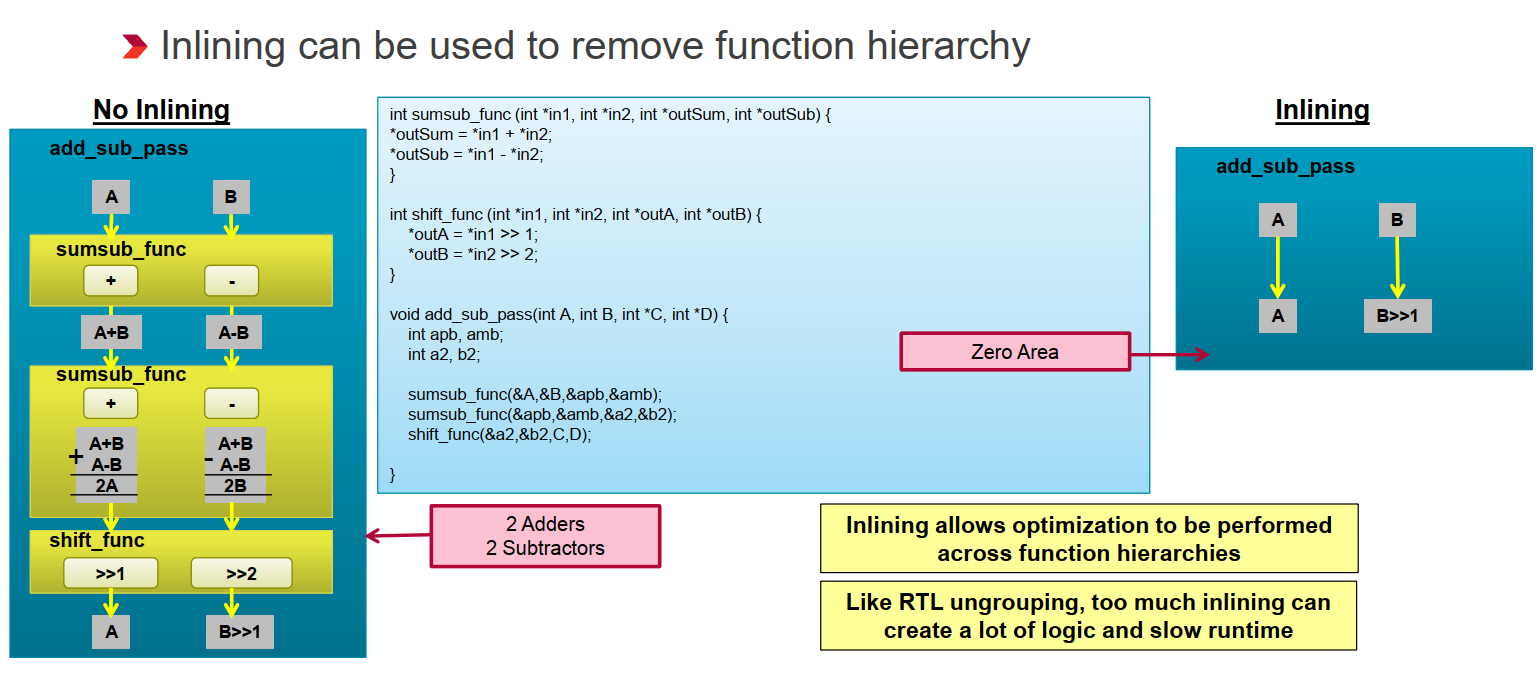 Inlining can be used to remove function hierarchy
No Inlining
add_sub_pass
A
B
sumsub_func
+
-
A+B
A-B
sumsub_func
+
-
A+B
+ A-B
2A
A+B
- A-B
2B
shift_func
>>1
>>2
A
B>>1
int sumsub_func (int *in1, int *in2, int *outSum, int *outSub) {
*outSum = *in1 + *in2;
*outSub = *in1 - *in2;
}
int shift_func (int *in1, int *in2, int *outA, int *outB) {
*outA = *in1 >> 1;
*outB = *in2 >> 2;
}
void add_sub_pass(int A, int B, int *C, int *D) {
int apb, amb;
int a2, b2;
sumsub_func(&A,&B,&apb,&amb);
sumsub_func(&apb,&amb,&a2,&b2);
shift_func(&a2,&b2,C,D);
}
2 Adders
2 Subtractors
Zero Area
Inlining
add_sub_pass
A
B
A
B>>1
Inlining allows optimization to be performed
across function hierarchies
Like RTL ungrouping, too much inlining can
create a lot of logic and slow runtime